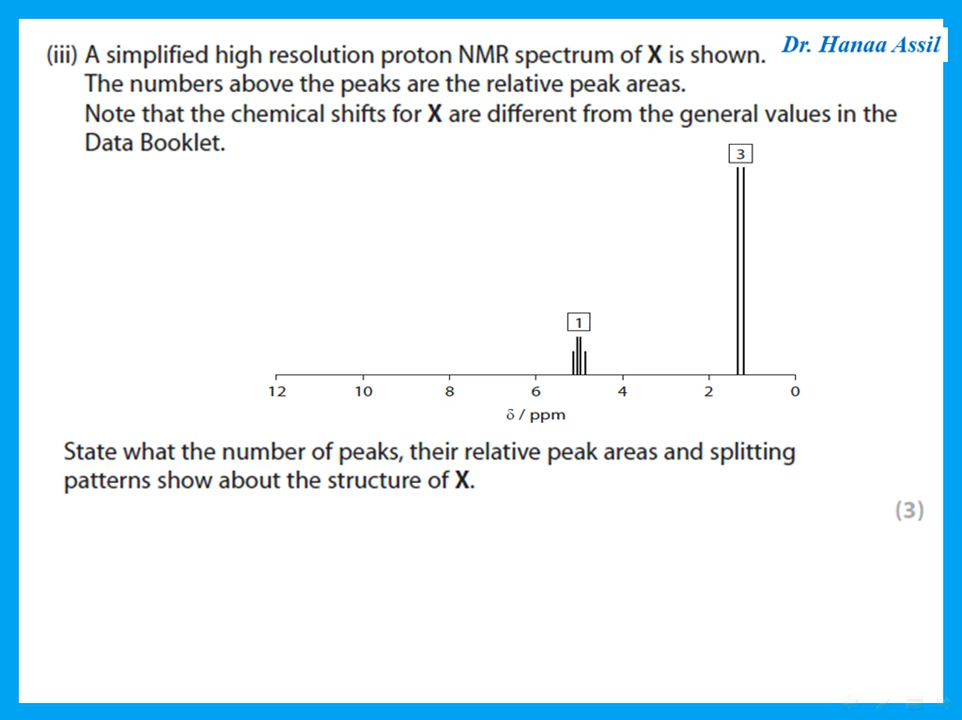 Dr. Hanaa Assil
(iii) A simplified high resolution proton NMR spectrum of X is shown.
The numbers above the peaks are the relative peak areas.
Note that the chemical shifts for X are different from the general values in the
Data Booklet.
3
1
12 10 8 6 4 2 0
δ / ppm
State what the number of peaks, their relative peak areas and splitting
patterns show about the structure of X.
(3)